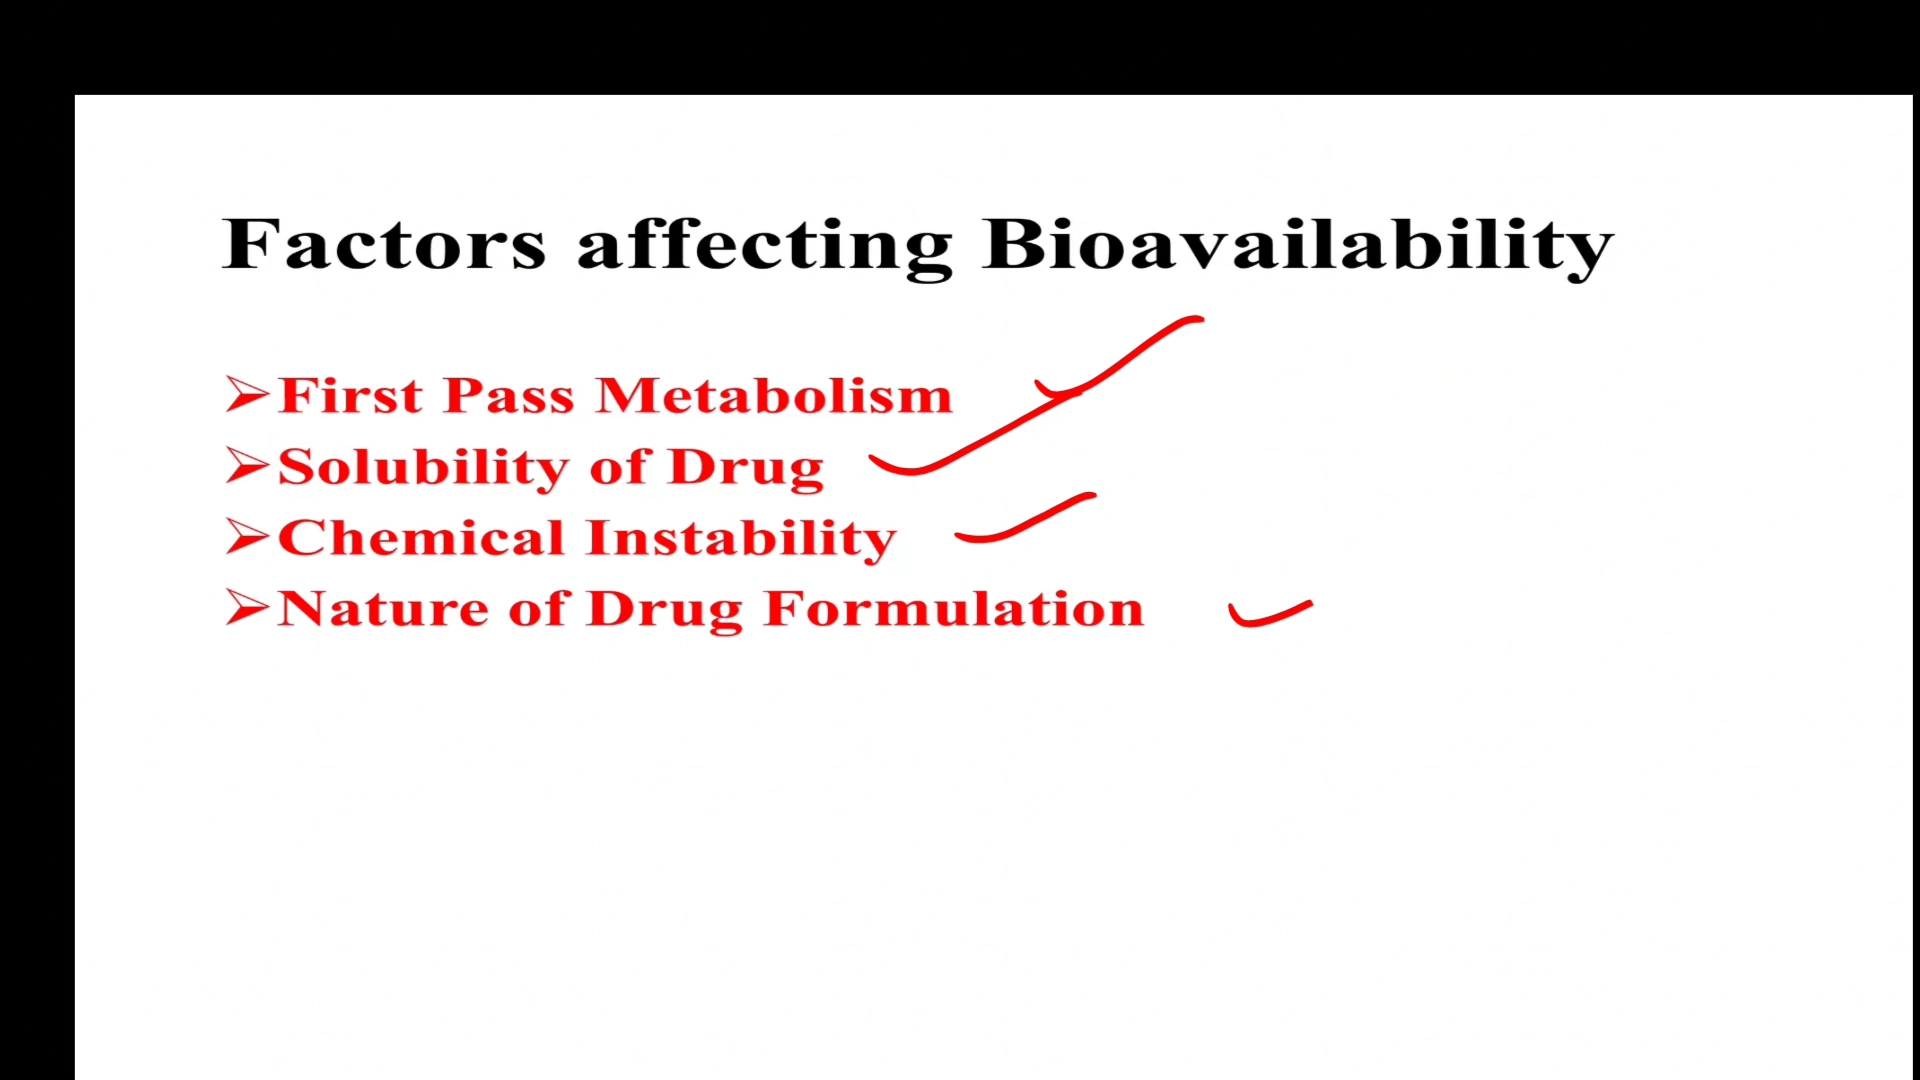 Factors affecting Bioavailability
➢First Pass Metabolism
➢Solubility of Drug
➢Chemical Instability
➢Nature of Drug Formulation